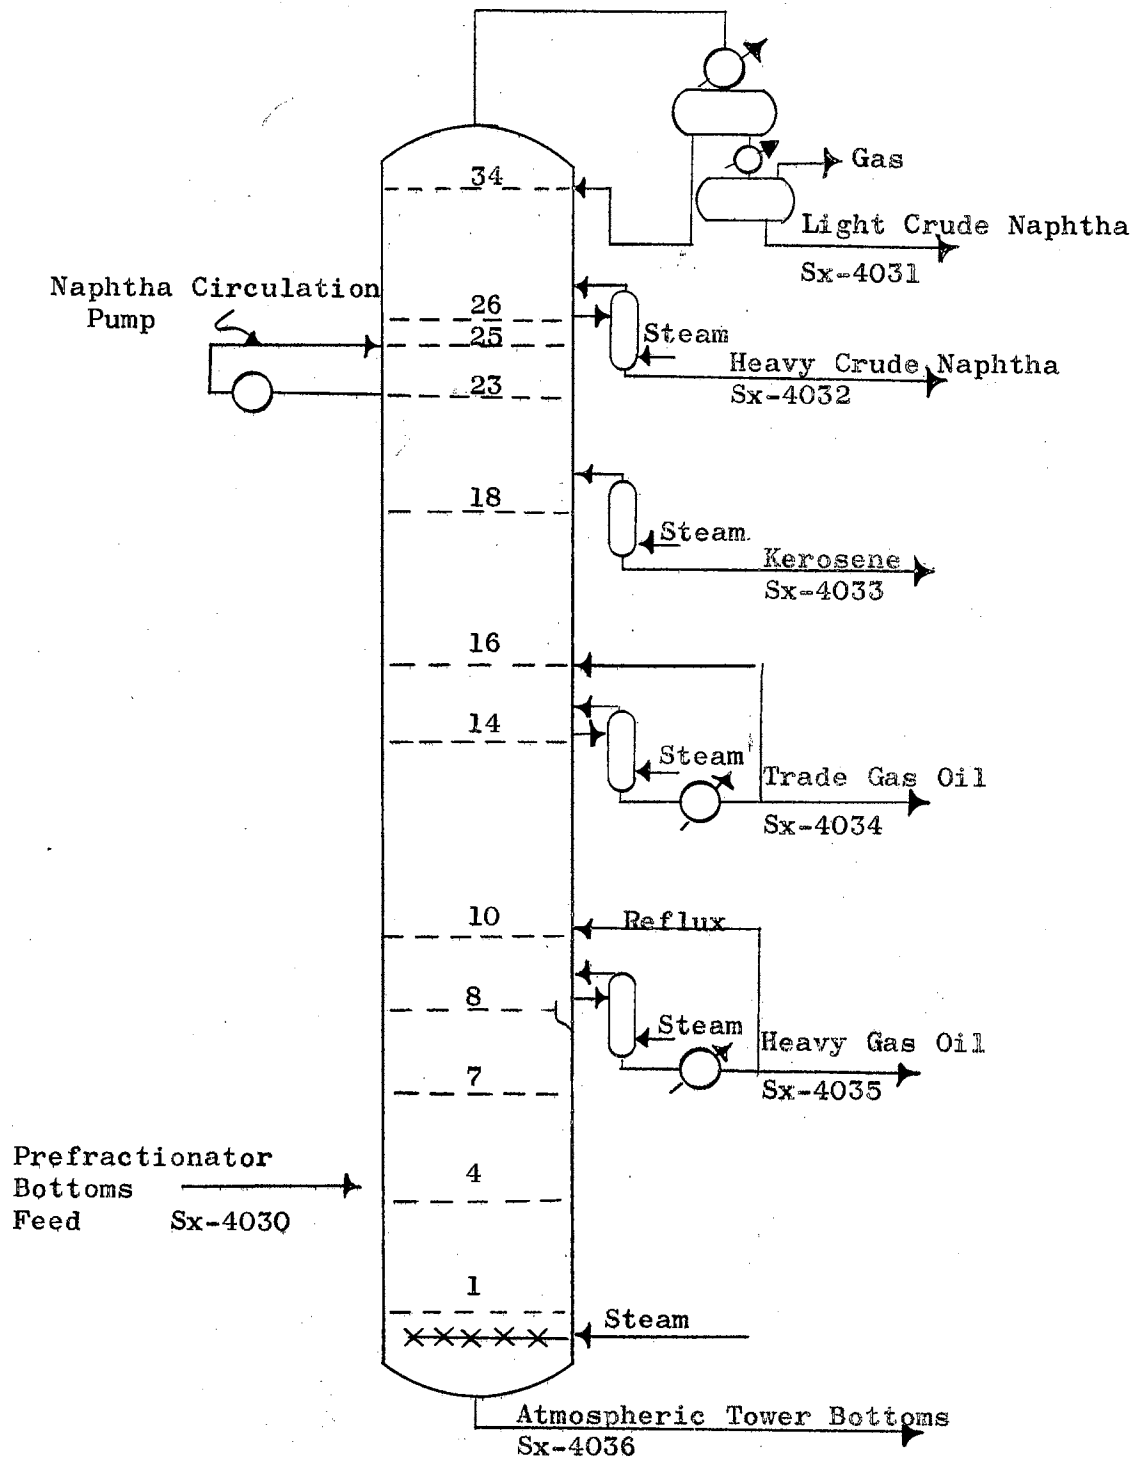 34
Gas
Light Crude Naphtha
Sx-4031
Naphtha Circulation
Pump
26
25
Steam
Heavy Crude Naphtha
Sx-4032
23
18
Steam
Kerosene
Sx-4033
16
14
Steam
Trade Gas Oil
Sx-4034
10
Reflux
8
Steam
Heavy Gas Oil
Sx-4035
7
Prefractionator
Bottoms
Feed Sx-4030
4
1
Steam
Atmospheric Tower Bottoms
Sx-4036